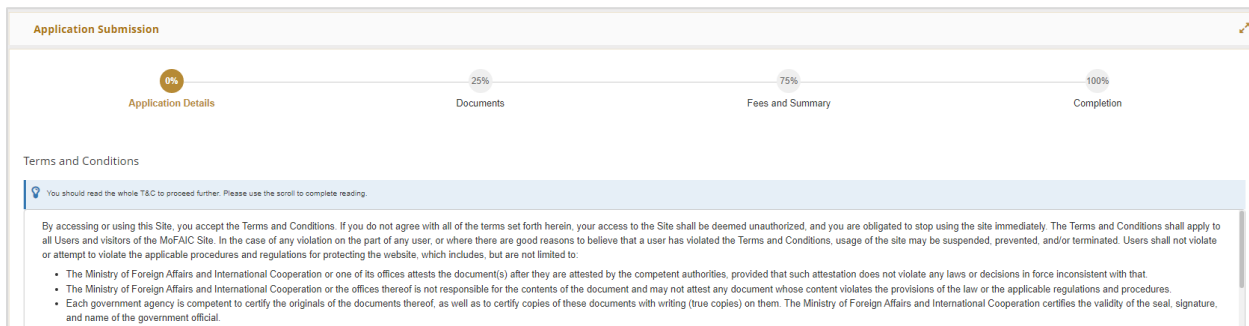 Application Submission
0% 25% 75% 100%
Application Details Documents Fees and Summary Completion
Terms and Conditions
You should read the whole T&C to proceed further. Please use the scroll to complete reading.
By accessing or using this Site, you accept the Terms and Conditions. If you do not agree with all of the terms set forth herein, your access to the Site shall be deemed unauthorized, and you are obligated to stop using the site immediately. The Terms and Conditions shall apply to
all Users and visitors of the MoFAIC Site. In the case of any violation on the part of any user, or where there are good reasons to believe that a user has violated the Terms and Conditions, usage of the site may be suspended, prevented, and/or terminated. Users shall not violate
or attempt to violate the applicable procedures and regulations for protecting the website, which includes, but are not limited to:
• The Ministry of Foreign Affairs and International Cooperation or one of its offices attests the document(s) after they are attested by the competent authorities, provided that such attestation does not violate any laws or decisions in force inconsistent with that.
• The Ministry of Foreign Affairs and International Cooperation or the offices thereof is not responsible for the contents of the document and may not attest any document whose content violates the provisions of the law or the applicable regulations and procedures.
• Each government agency is competent to certify the originals of the documents thereof, as well as to certify copies of these documents with writing (true copies) on them. The Ministry of Foreign Affairs and International Cooperation certifies the validity of the seal, signature,
and name of the government official.